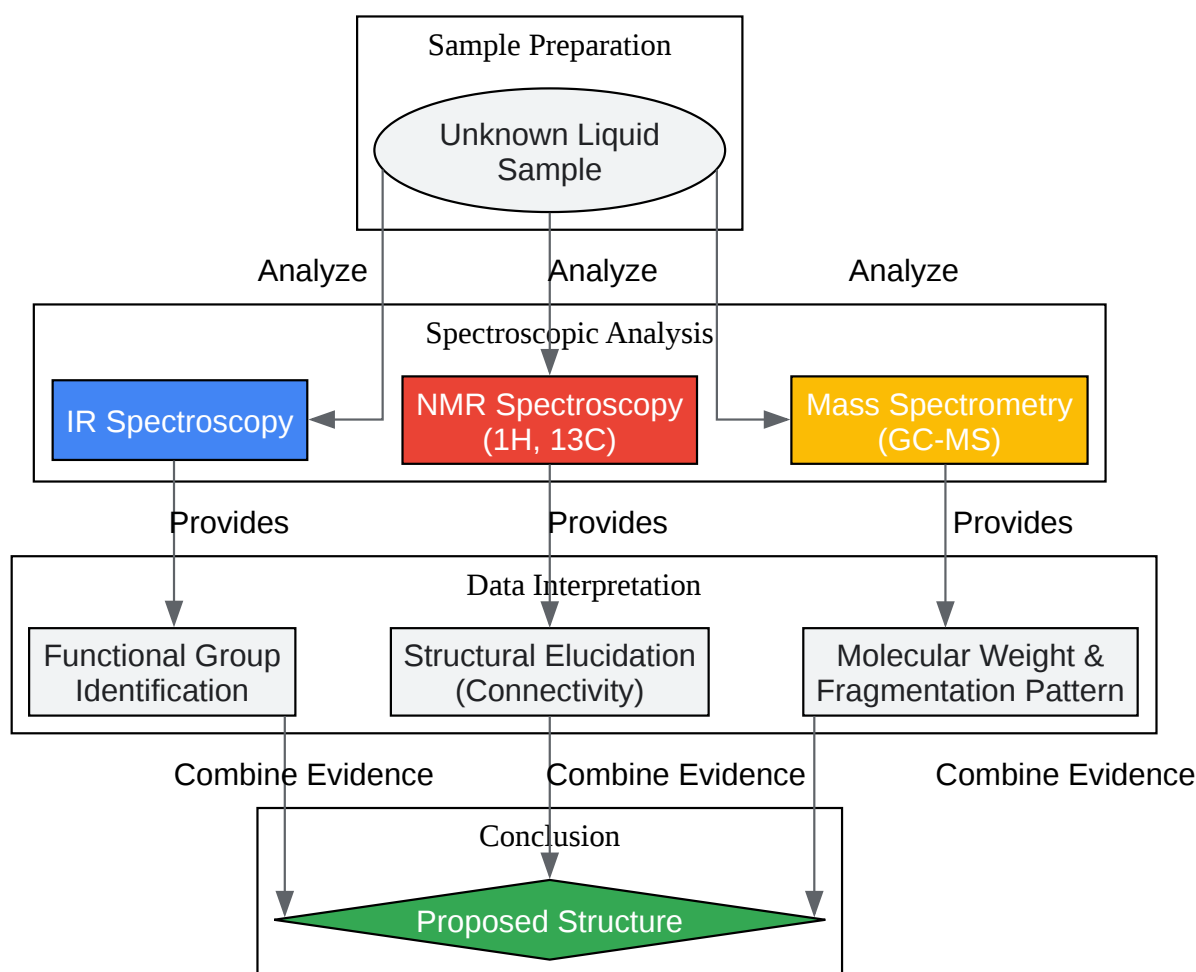 Sample Preparation
Unknown Liquid
Sample
Analyze
Analyze
Analyze
Spectroscopic Analysis
IR Spectroscopy
NMR Spectroscopy
(1H, 13C)
Mass Spectrometry
(GC-MS)
Provides
Provides
Provides
Data Interpretation
Functional Group
Identification
Structural Elucidation
(Connectivity)
Molecular Weight &
Fragmentation Pattern
Combine Evidence
Combine Evidence
Combine Evidence
Conclusion
Proposed Structure